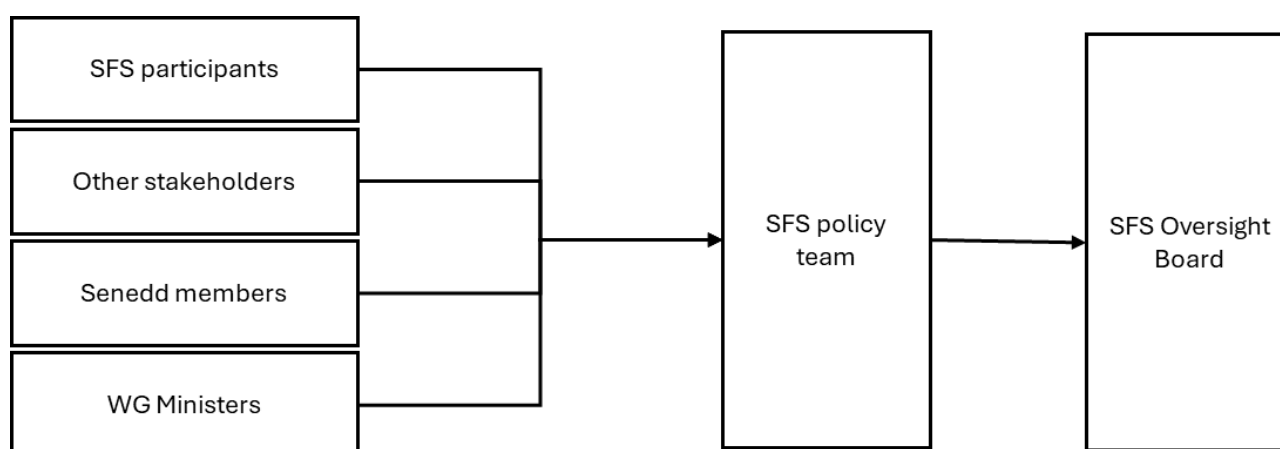 SFS participants
Other stakeholders
Senedd members
WG Ministers
SFS policy
team
SFS Oversight
Board